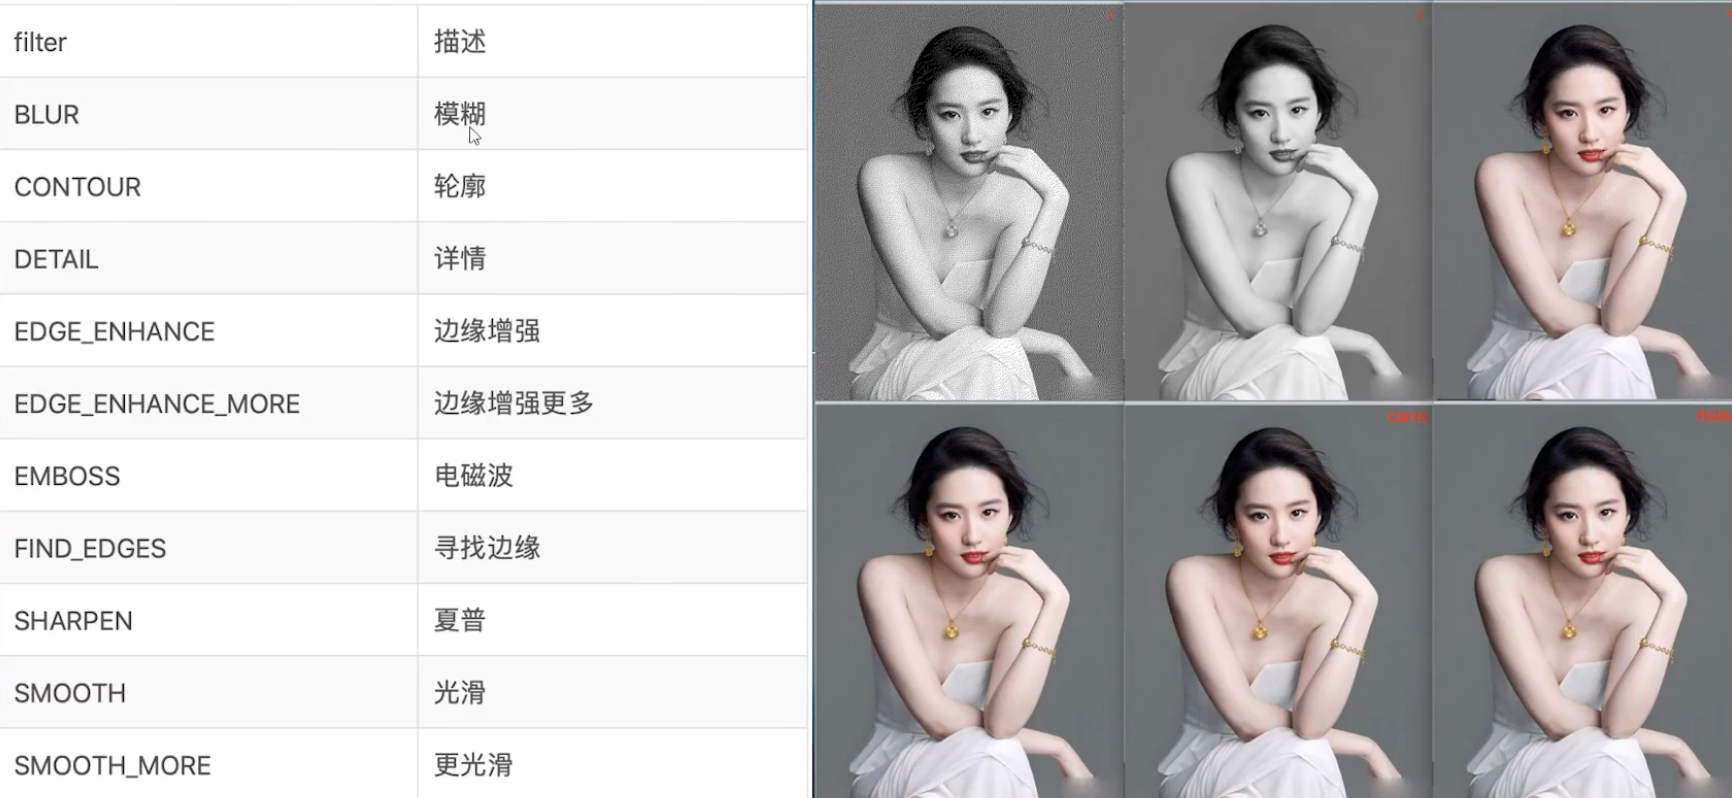 filter 描述
BLUR 模糊
CONTOUR 轮廓
DETAIL 详情
EDGE_ENHANCE 边缘增强
EDGE_ENHANCE_MORE 边缘增强更多
EMBOSS 电磁波
FIND_EDGES 寻找边缘
SHARPEN 夏普
SMOOTH 光滑
SMOOTH_MORE 更光滑
CMYK